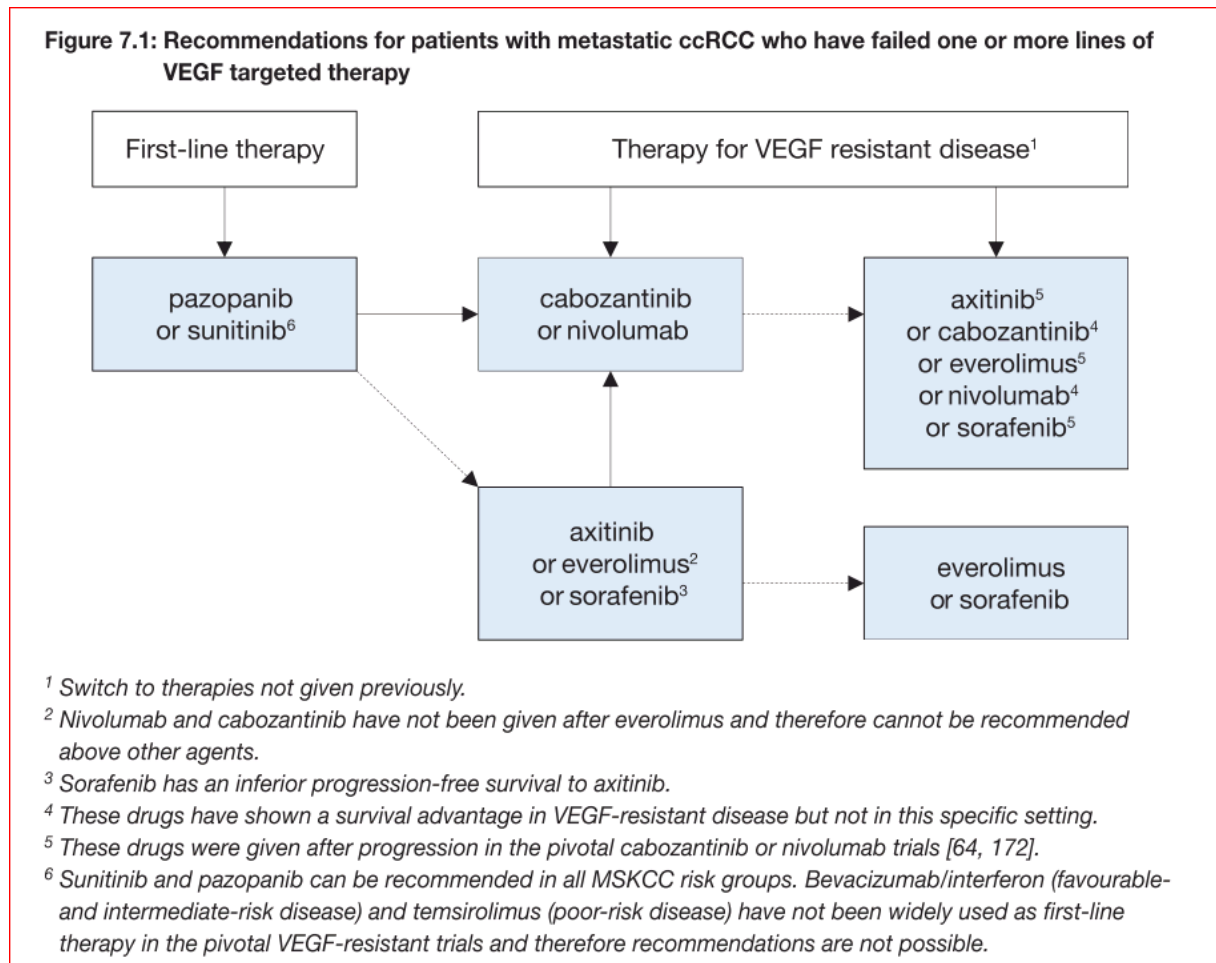 Figure 7.1: Recommendations for patients with metastatic ccRCC who have failed one or more lines of
VEGF targeted therapy
First-line therapy
Therapy for VEGF resistant disease¹
pazopanib
or sunitinib⁶
cabozantinib
or nivolumab
axitinib⁵
or cabozantinib⁴
or everolimus⁵
or nivolumab⁴
or sorafenib⁵
axitinib
or everolimus²
or sorafenib³
everolimus
or sorafenib
¹ Switch to therapies not given previously.
² Nivolumab and cabozantinib have not been given after everolimus and therefore cannot be recommended
above other agents.
³ Sorafenib has an inferior progression-free survival to axitinib.
⁴ These drugs have shown a survival advantage in VEGF-resistant disease but not in this specific setting.
⁵ These drugs were given after progression in the pivotal cabozantinib or nivolumab trials [64, 172].
⁶ Sunitinib and pazopanib can be recommended in all MSKCC risk groups. Bevacizumab/interferon (favourable-
and intermediate-risk disease) and temsirolimus (poor-risk disease) have not been widely used as first-line
therapy in the pivotal VEGF-resistant trials and therefore recommendations are not possible.